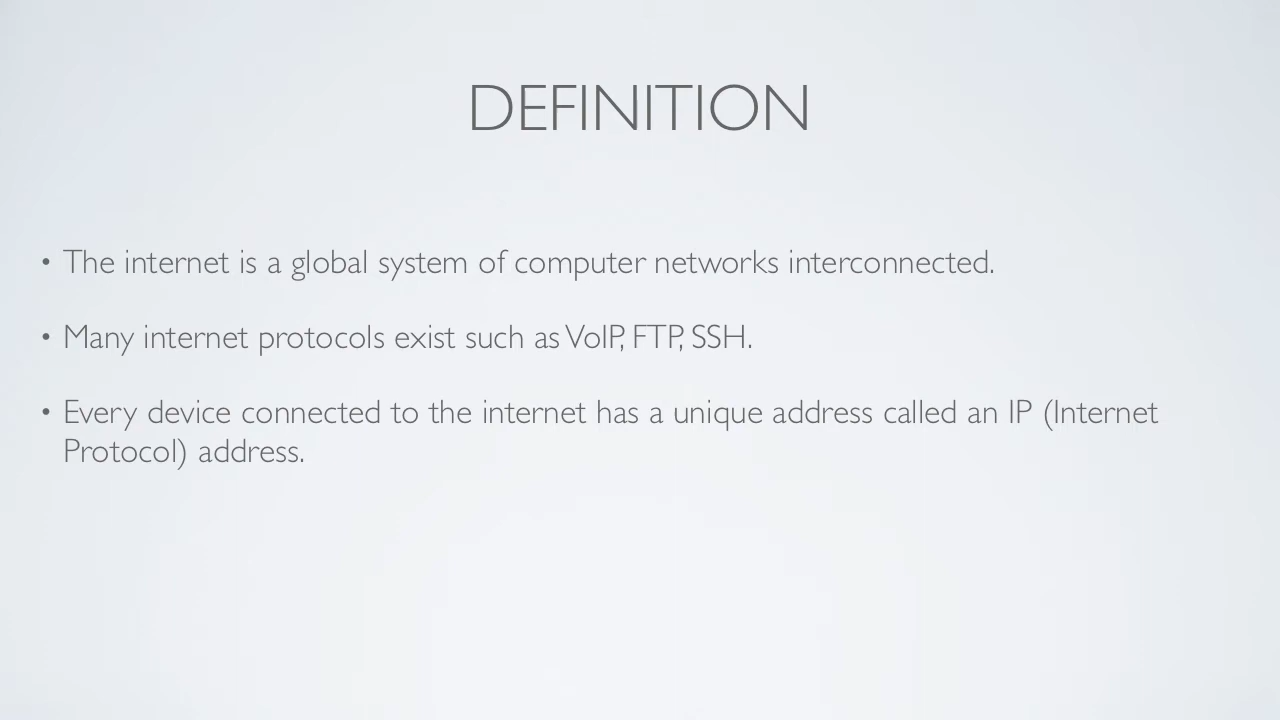 DEFINITION
• The internet is a global system of computer networks interconnected.
• Many internet protocols exist such as VoIP, FTP, SSH.
• Every device connected to the internet has a unique address called an IP (Internet
Protocol) address.